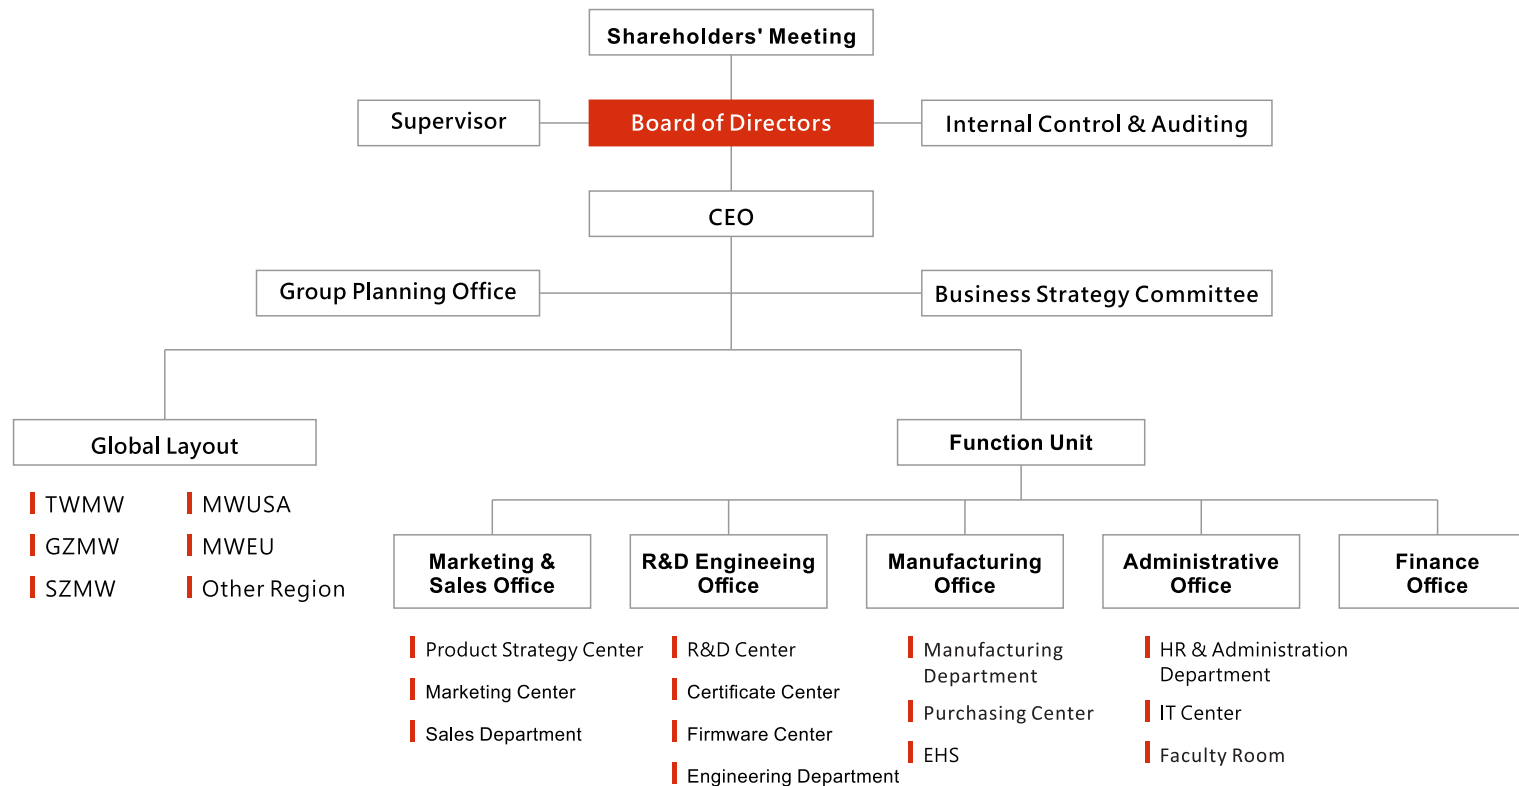 Shareholders' Meeting
Supervisor
Board of Directors
Internal Control & Auditing
CEO
Group Planning Office
Business Strategy Committee
Global Layout
TWMW
GZMW
SZMW
MWUSA
MWEU
Other Region
Function Unit
Marketing &
Sales Office
Product Strategy Center
Marketing Center
Sales Department
R&D Engineeing
Office
R&D Center
Certificate Center
Firmware Center
Engineering Department
Manufacturing
Office
Manufacturing
Department
Purchasing Center
EHS
Administrative
Office
HR & Administration
Department
IT Center
Faculty Room
Finance
Office